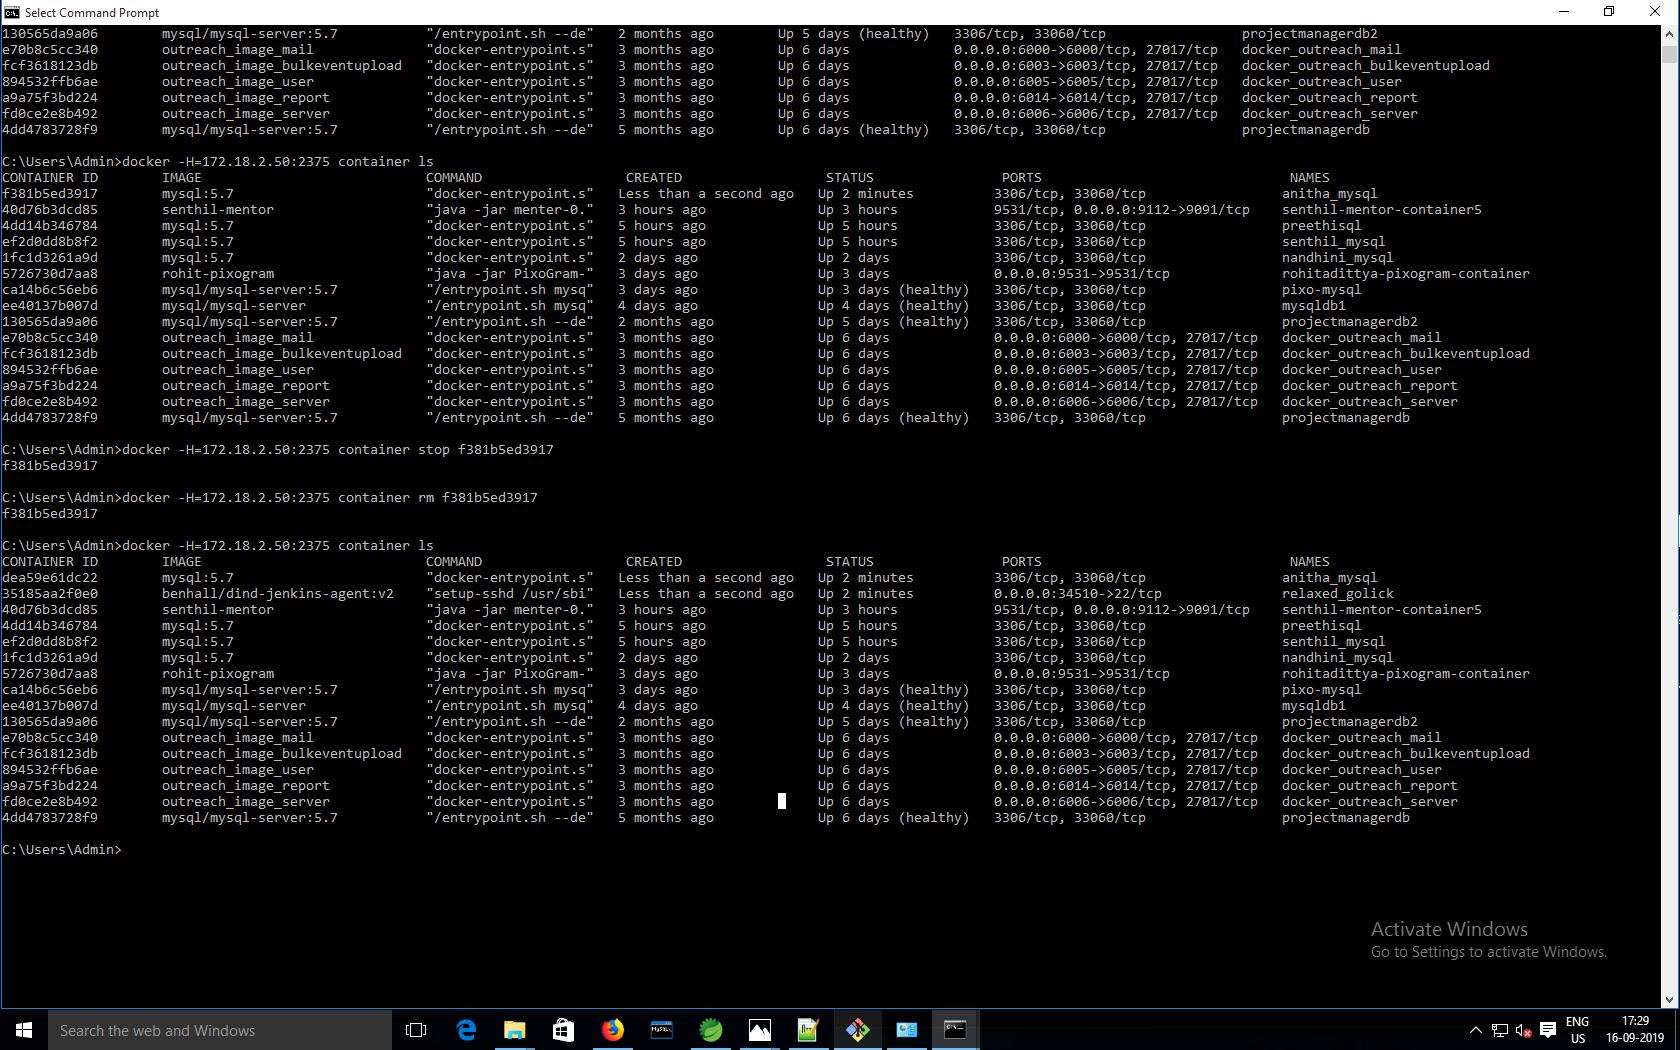 Select Command Prompt
130565da9a06 mysql/mysql-server:5.7 "/entrypoint.sh --de" 2 months ago Up 5 days (healthy) 3306/tcp, 33060/tcp projectmanagerdb2
e70b8c5cc340 outreach_image_mail "docker-entrypoint.s" 3 months ago Up 6 days 0.0.0.0:6000->6000/tcp, 27017/tcp docker_outreach_mail
fcf3618123db outreach_image_bulkeventupload "docker-entrypoint.s" 3 months ago Up 6 days 0.0.0.0:6003->6003/tcp, 27017/tcp docker_outreach_bulkeventupload
894532ffb6ae outreach_image_user "docker-entrypoint.s" 3 months ago Up 6 days 0.0.0.0:6005->6005/tcp, 27017/tcp docker_outreach_user
a9a75f3bd224 outreach_image_report "docker-entrypoint.s" 3 months ago Up 6 days 0.0.0.0:6014->6014/tcp, 27017/tcp docker_outreach_report
fd0ce2e8b492 outreach_image_server "docker-entrypoint.s" 3 months ago Up 6 days 0.0.0.0:6006->6006/tcp, 27017/tcp docker_outreach_server
4dd4783728f9 mysql/mysql-server:5.7 "/entrypoint.sh --de" 5 months ago Up 6 days (healthy) 3306/tcp, 33060/tcp projectmanagerdb
C:\Users\Admin>docker -H=172.18.2.50:2375 container ls
CONTAINER ID IMAGE COMMAND CREATED STATUS PORTS NAMES
f381b5ed3917 mysql:5.7 "docker-entrypoint.s" Less than a second ago Up 2 minutes 3306/tcp, 33060/tcp anitha_mysql
40d76b3dcd85 senthil-mentor "java -jar menter-0." 3 hours ago Up 3 hours 9531/tcp, 0.0.0.0:9112->9091/tcp senthil-mentor-container5
4dd14b346784 mysql:5.7 "docker-entrypoint.s" 5 hours ago Up 5 hours 3306/tcp, 33060/tcp preethisql
ef2d0dd8b8f2 mysql:5.7 "docker-entrypoint.s" 5 hours ago Up 5 hours 3306/tcp, 33060/tcp senthil_mysql
1fc1d3261a9d mysql:5.7 "docker-entrypoint.s" 2 days ago Up 2 days 3306/tcp, 33060/tcp nandhini_mysql
5726730d7aa8 rohit-pixogram "java -jar PixoGram-" 3 days ago Up 3 days 0.0.0.0:9531->9531/tcp rohitadittya-pixogram-container
ca14b6c56eb6 mysql/mysql-server:5.7 "/entrypoint.sh mysq" 3 days ago Up 3 days (healthy) 3306/tcp, 33060/tcp pixo-mysql
ee40137b007d mysql/mysql-server "/entrypoint.sh mysq" 4 days ago Up 4 days (healthy) 3306/tcp, 33060/tcp mysqldb1
130565da9a06 mysql/mysql-server:5.7 "/entrypoint.sh --de" 2 months ago Up 5 days (healthy) 3306/tcp, 33060/tcp projectmanagerdb2
e70b8c5cc340 outreach_image_mail "docker-entrypoint.s" 3 months ago Up 6 days 0.0.0.0:6000->6000/tcp, 27017/tcp docker_outreach_mail
fcf3618123db outreach_image_bulkeventupload "docker-entrypoint.s" 3 months ago Up 6 days 0.0.0.0:6003->6003/tcp, 27017/tcp docker_outreach_bulkeventupload
894532ffb6ae outreach_image_user "docker-entrypoint.s" 3 months ago Up 6 days 0.0.0.0:6005->6005/tcp, 27017/tcp docker_outreach_user
a9a75f3bd224 outreach_image_report "docker-entrypoint.s" 3 months ago Up 6 days 0.0.0.0:6014->6014/tcp, 27017/tcp docker_outreach_report
fd0ce2e8b492 outreach_image_server "docker-entrypoint.s" 3 months ago Up 6 days 0.0.0.0:6006->6006/tcp, 27017/tcp docker_outreach_server
4dd4783728f9 mysql/mysql-server:5.7 "/entrypoint.sh --de" 5 months ago Up 6 days (healthy) 3306/tcp, 33060/tcp projectmanagerdb
C:\Users\Admin>docker -H=172.18.2.50:2375 container stop f381b5ed3917
f381b5ed3917
C:\Users\Admin>docker -H=172.18.2.50:2375 container rm f381b5ed3917
f381b5ed3917
C:\Users\Admin>docker -H=172.18.2.50:2375 container ls
CONTAINER ID IMAGE COMMAND CREATED STATUS PORTS NAMES
dea59e61dc22 mysql:5.7 "docker-entrypoint.s" Less than a second ago Up 2 minutes 3306/tcp, 33060/tcp anitha_mysql
35185aa2f0e0 benhall/dind-jenkins-agent:v2 "setup-sshd /usr/sbi" Less than a second ago Up 2 minutes 0.0.0.0:34510->22/tcp relaxed_golick
40d76b3dcd85 senthil-mentor "java -jar menter-0." 3 hours ago Up 3 hours 9531/tcp, 0.0.0.0:9112->9091/tcp senthil-mentor-container5
4dd14b346784 mysql:5.7 "docker-entrypoint.s" 5 hours ago Up 5 hours 3306/tcp, 33060/tcp preethisql
ef2d0dd8b8f2 mysql:5.7 "docker-entrypoint.s" 5 hours ago Up 5 hours 3306/tcp, 33060/tcp senthil_mysql
1fc1d3261a9d mysql:5.7 "docker-entrypoint.s" 2 days ago Up 2 days 3306/tcp, 33060/tcp nandhini_mysql
5726730d7aa8 rohit-pixogram "java -jar PixoGram-" 3 days ago Up 3 days 0.0.0.0:9531->9531/tcp rohitadittya-pixogram-container
ca14b6c56eb6 mysql/mysql-server:5.7 "/entrypoint.sh mysq" 3 days ago Up 3 days (healthy) 3306/tcp, 33060/tcp pixo-mysql
ee40137b007d mysql/mysql-server "/entrypoint.sh mysq" 4 days ago Up 4 days (healthy) 3306/tcp, 33060/tcp mysqldb1
130565da9a06 mysql/mysql-server:5.7 "/entrypoint.sh --de" 2 months ago Up 5 days (healthy) 3306/tcp, 33060/tcp projectmanagerdb2
e70b8c5cc340 outreach_image_mail "docker-entrypoint.s" 3 months ago Up 6 days 0.0.0.0:6000->6000/tcp, 27017/tcp docker_outreach_mail
fcf3618123db outreach_image_bulkeventupload "docker-entrypoint.s" 3 months ago Up 6 days 0.0.0.0:6003->6003/tcp, 27017/tcp docker_outreach_bulkeventupload
894532ffb6ae outreach_image_user "docker-entrypoint.s" 3 months ago Up 6 days 0.0.0.0:6005->6005/tcp, 27017/tcp docker_outreach_user
a9a75f3bd224 outreach_image_report "docker-entrypoint.s" 3 months ago Up 6 days 0.0.0.0:6014->6014/tcp, 27017/tcp docker_outreach_report
fd0ce2e8b492 outreach_image_server "docker-entrypoint.s" 3 months ago Up 6 days 0.0.0.0:6006->6006/tcp, 27017/tcp docker_outreach_server
4dd4783728f9 mysql/mysql-server:5.7 "/entrypoint.sh --de" 5 months ago Up 6 days (healthy) 3306/tcp, 33060/tcp projectmanagerdb
C:\Users\Admin>
Activate Windows
Go to Settings to activate Windows.
Search the web and Windows
ENG
US
17:29
16-09-2019